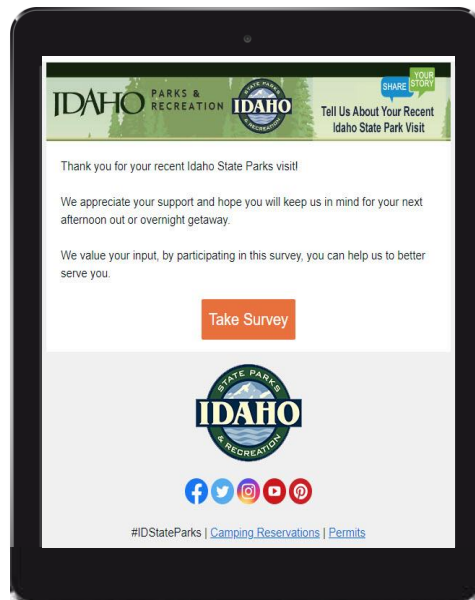 YOUR
SHARE STORY
IDAHO PARKS &
RECREATION
STATE PARKS
IDAHO
& RECREATION
Tell Us About Your Recent
Idaho State Park Visit
Thank you for your recent Idaho State Parks visit!
We appreciate your support and hope you will keep us in mind for your next
afternoon out or overnight getaway.
We value your input, by participating in this survey, you can help us to better
serve you.
Take Survey
STATE PARKS
IDAHO
& RECREATION
#IDStateParks | Camping Reservations | Permits